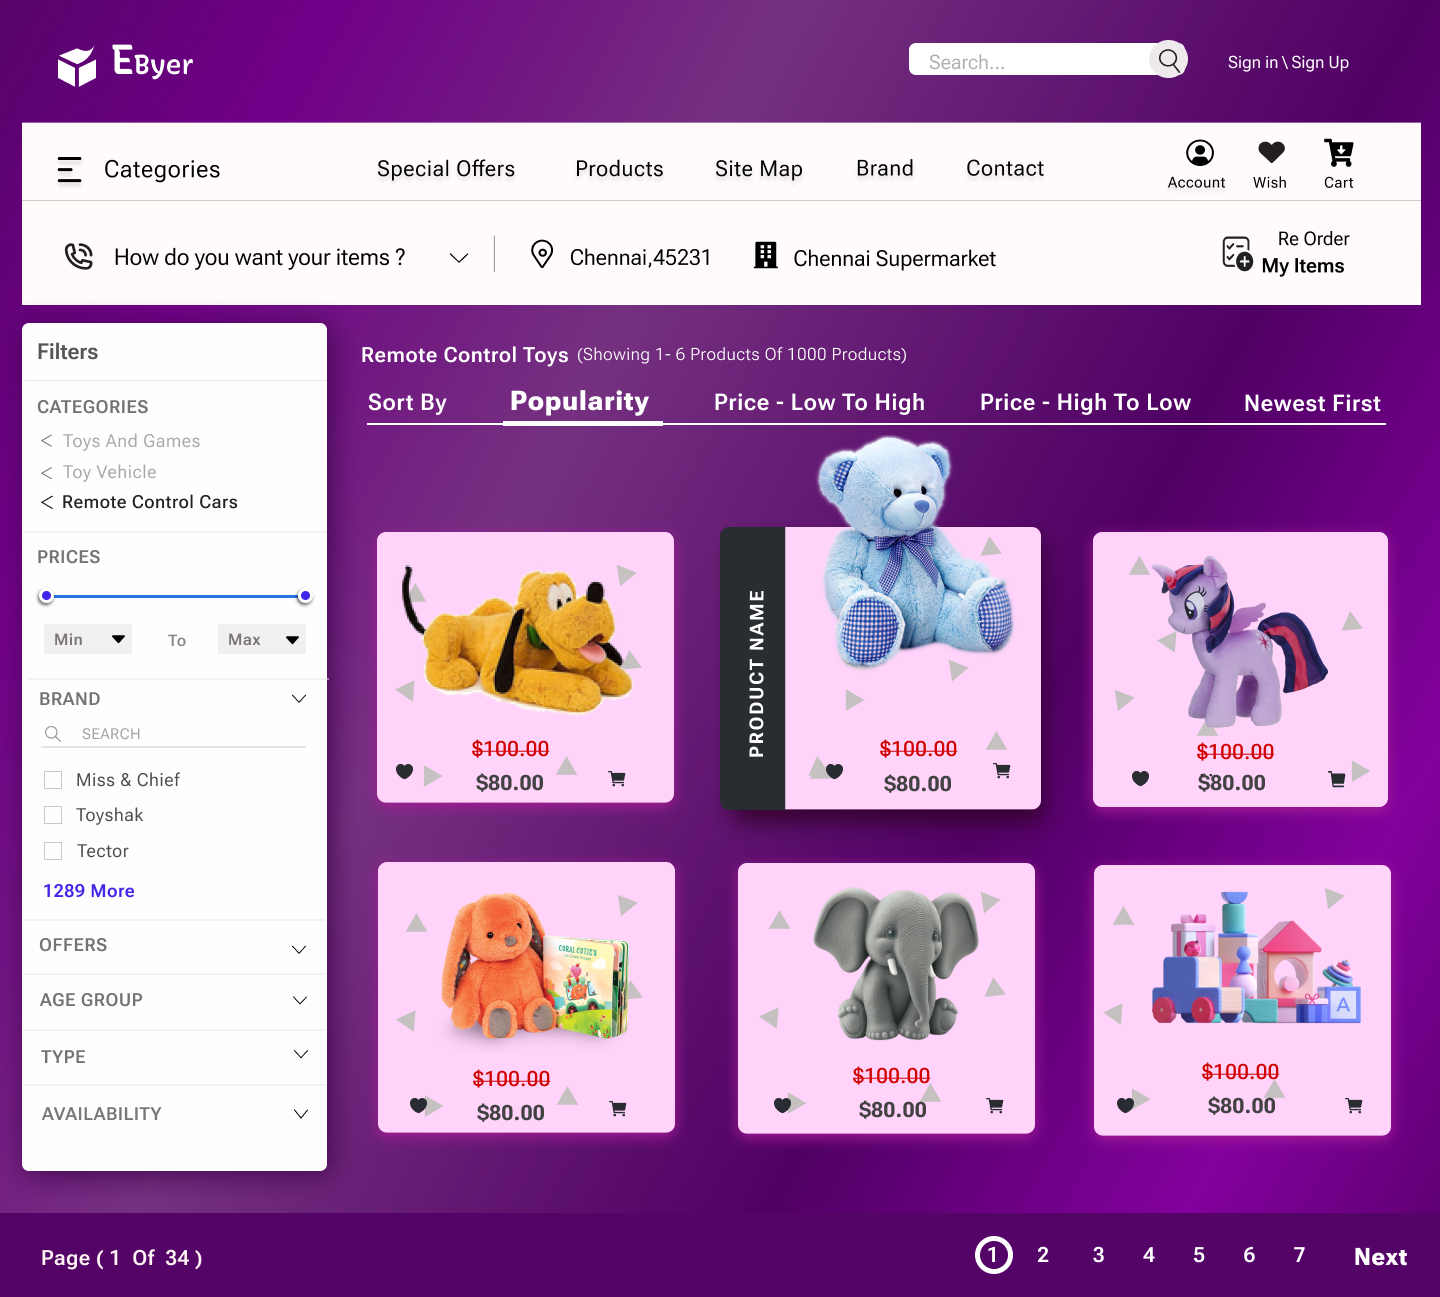 EByer
Search...
Sign in \ Sign Up
Categories
Special Offers
Products
Site Map
Brand
Contact
Account
Wish
Cart
How do you want your items ?
Chennai,45231
Chennai Supermarket
Re Order
My Items
Filters
CATEGORIES
< Toys And Games
< Toy Vehicle
< Remote Control Cars
PRICES
Min
To
Max
BRAND
SEARCH
Miss & Chief
Toyshak
Tector
1289 More
OFFERS
AGE GROUP
TYPE
AVAILABILITY
Remote Control Toys (Showing 1- 6 Products Of 1000 Products)
Sort By
Popularity
Price - Low To High
Price - High To Low
Newest First
$100.00
$80.00
PRODUCT NAME
$100.00
$80.00
$100.00
$80.00
CORAL CUTIE'S
$100.00
$80.00
$100.00
$80.00
A
$100.00
$80.00
Page ( 1 Of 34 )
1 2 3 4 5 6 7 Next